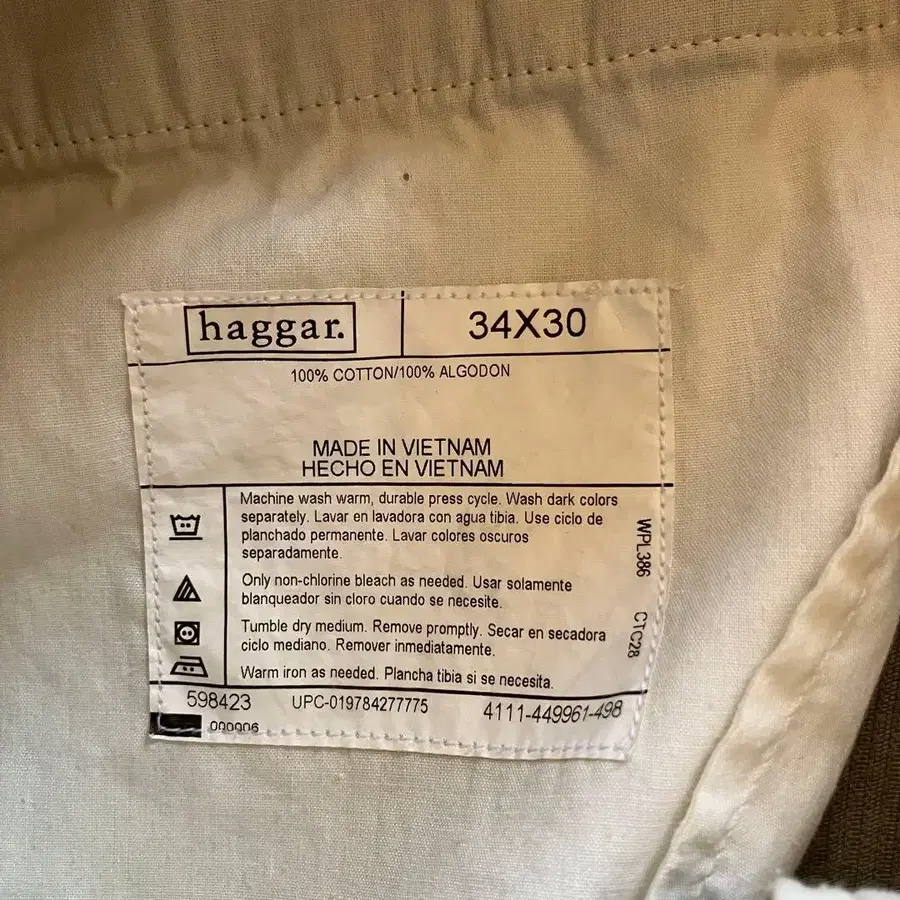 haggar.
34X30
100% COTTON/100% ALGODON
MADE IN VIETNAM
HECHO EN VIETNAM
Machine wash warm, durable press cycle. Wash dark colors
separately. Lavar en lavadora con agua tibia. Use ciclo de
planchado permanente. Lavar colores oscuros
separadamente.
Only non-chlorine bleach as needed. Usar solamente
blanqueador sin cloro cuando se necesite.
Tumble dry medium. Remove promptly. Secar en secadora
ciclo mediano. Remover inmediatamente.
Warm iron as needed. Plancha tibia si se necesita.
WPL386
CTC28
598423
UPC-019784277775
4111-449961-498
000006